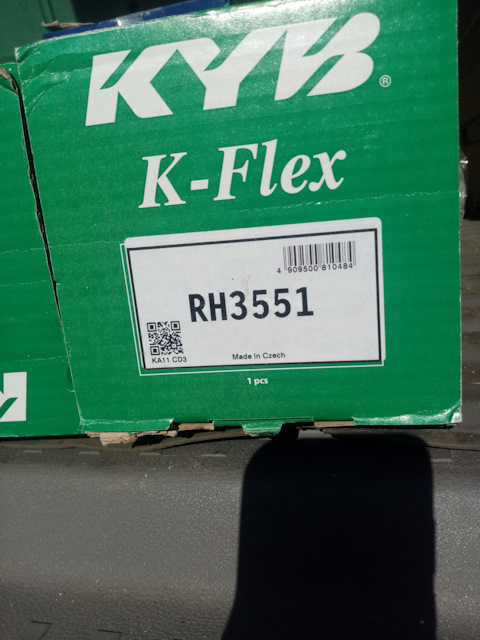 KYB®
K-Flex
4 909500 810484
RH3551
KA11 CD3
Made in Czech
1 pcs